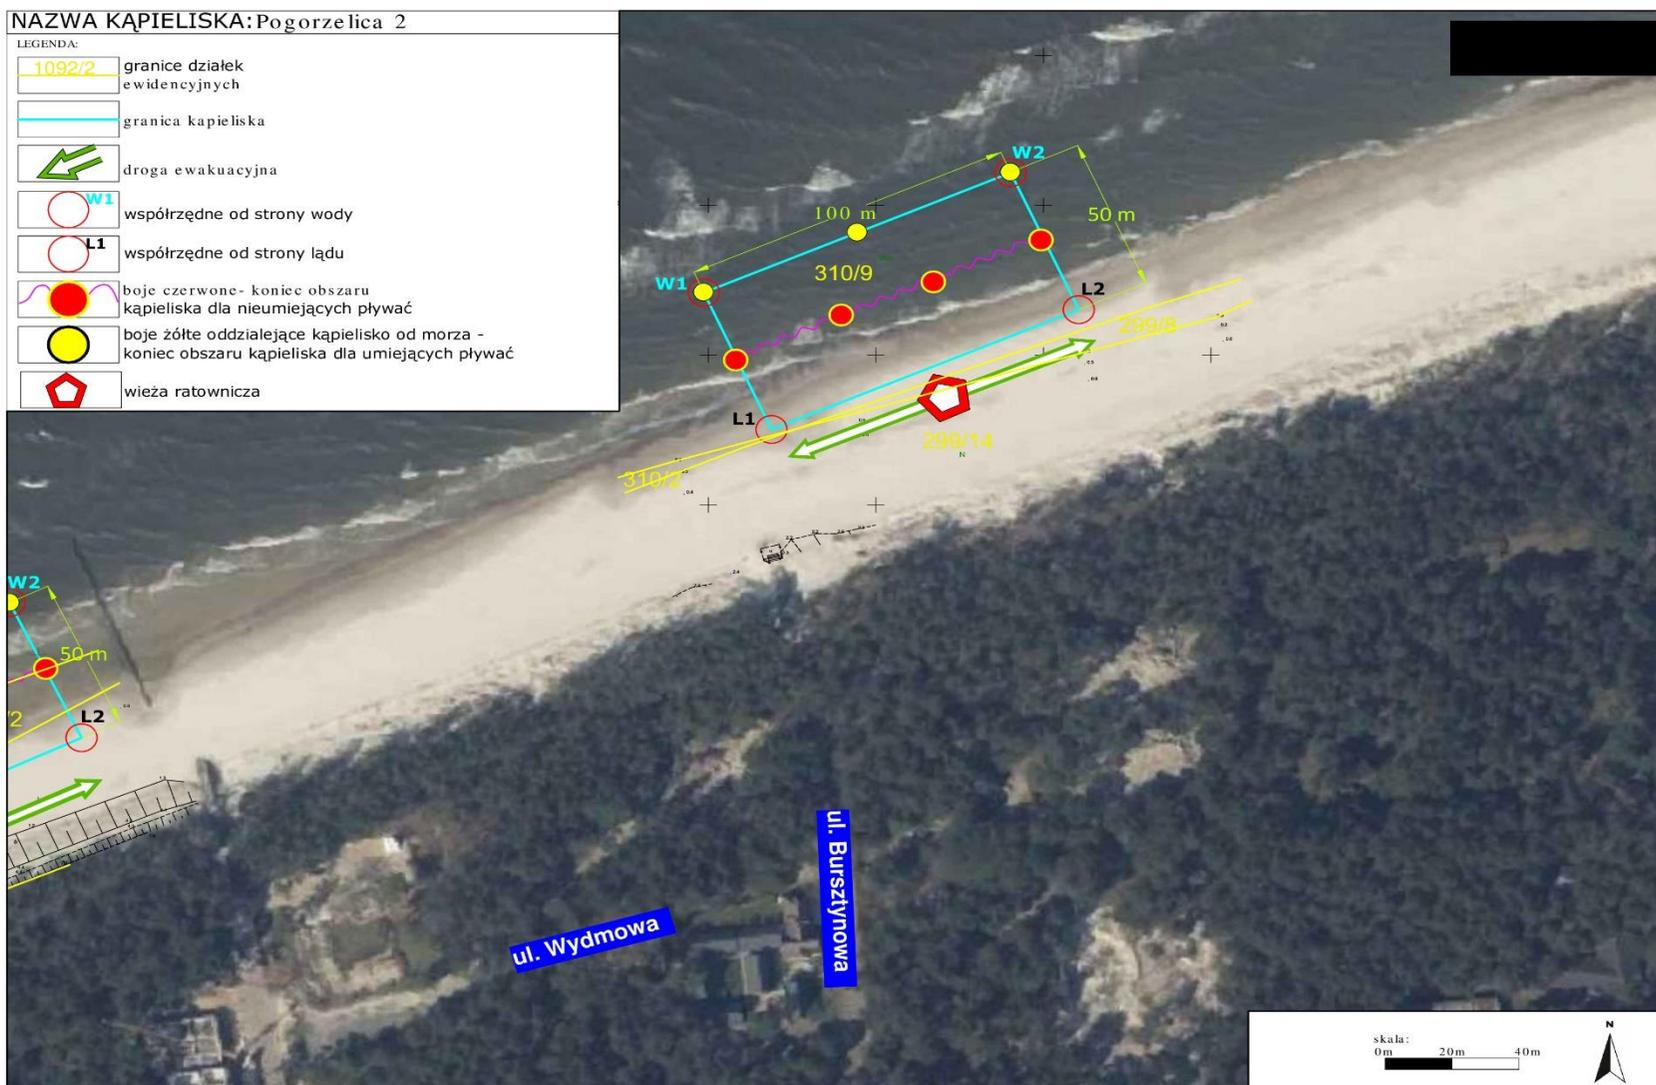 NAZWA KĄPIELISKA: Pogorzelica 2
LEGENDA:
1092/2
granice działek
ewidencyjnych
granica kapieliska
droga ewakuacyjna
W1
współrzędne od strony wody
L1
współrzędne od strony lądu
boje czerwone- koniec obszaru
kąpieliska dla nieumiejących pływać
boje żółte oddzialejące kąpielisko od morza -
koniec obszaru kąpieliska dla umiejących pływać
wieża ratownicza
W2
100 m
50 m
W1
310/9
L2
299/8
L1
299/14
N
310/2
W2
50 m
/2
L2
ul. Bursztynowa
ul. Wydmowa
N
skala:
0m 20m 40m